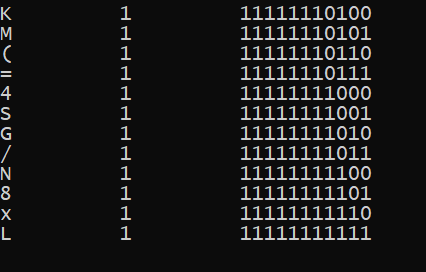 K 1 11111110100
M 1 11111110101
( 1 11111110110
= 1 11111110111
4 1 11111111000
S 1 11111111001
G 1 11111111010
/ 1 11111111011
N 1 11111111100
8 1 11111111101
x 1 11111111110
L 1 11111111111